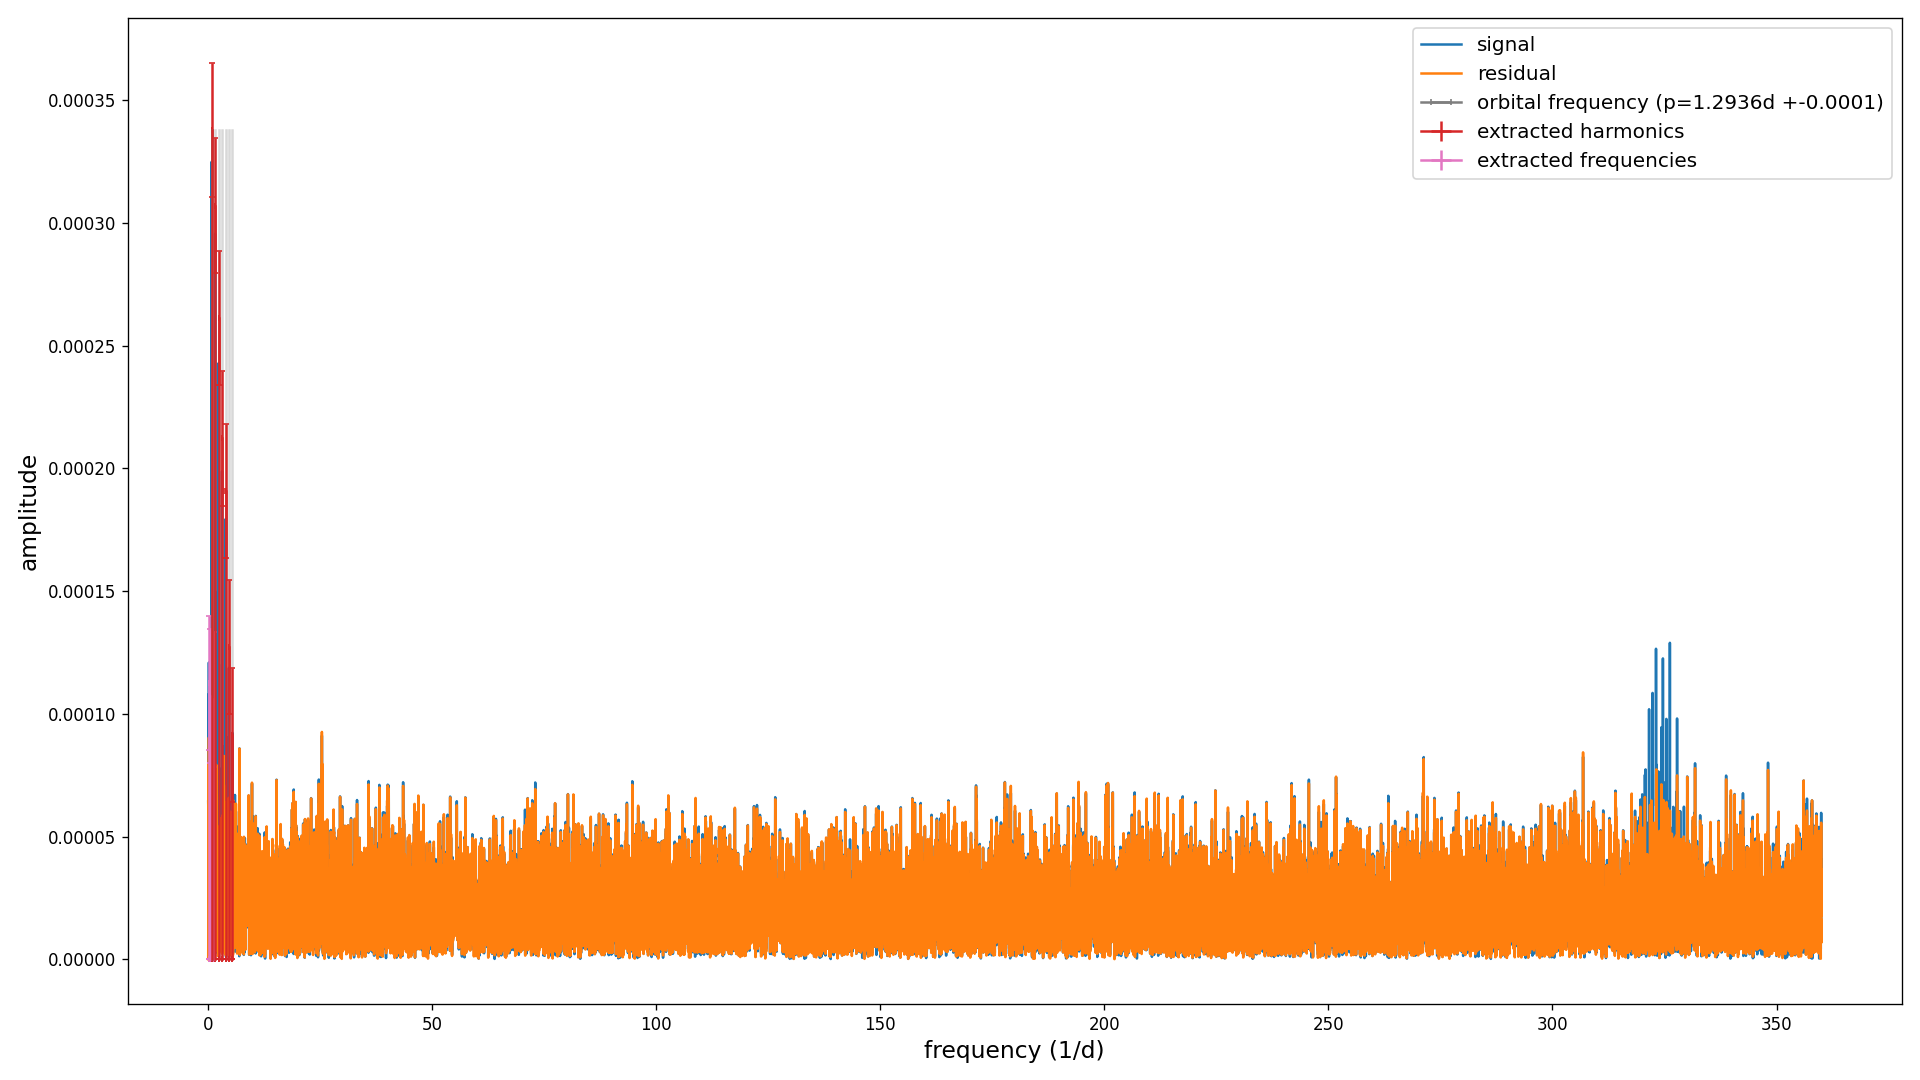 signal
residual
orbital frequency (p=1.2936d +-0.0001)
extracted harmonics
extracted frequencies
0.00035
0.00030
0.00025
0.00020
0.00015
0.00010
0.00005
0.00000
amplitude
0 50 100 150 200 250 300 350
frequency (1/d)